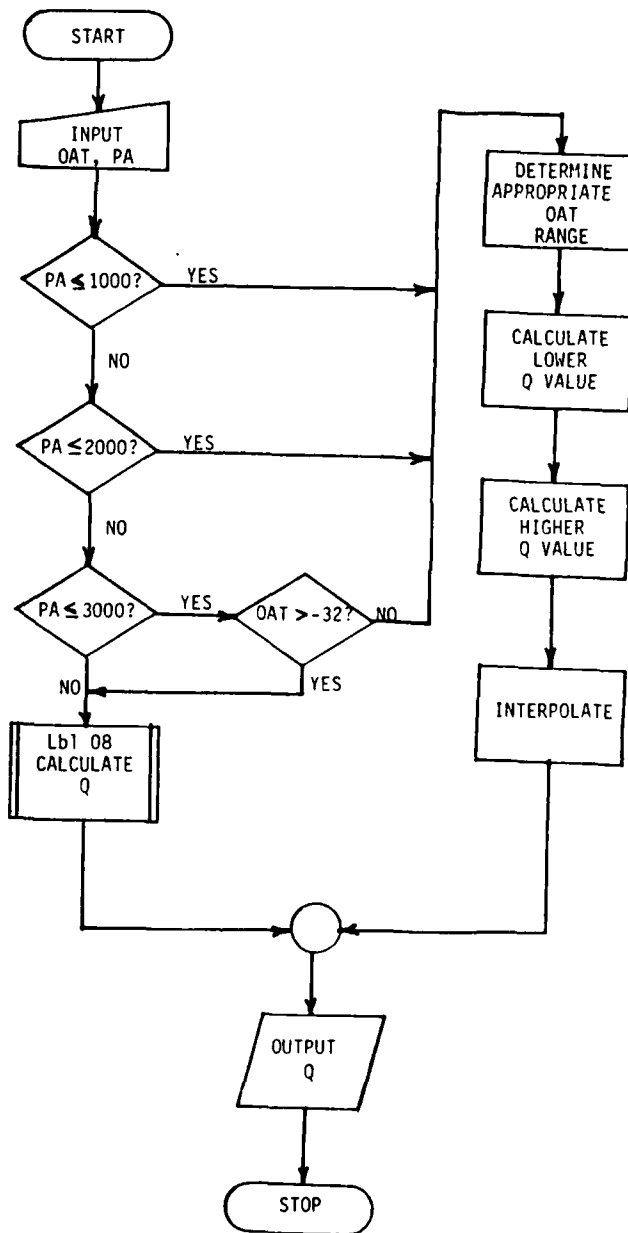 START
INPUT
OAT, PA
PA ≤ 1000?
YES
NO
PA ≤ 2000?
YES
NO
PA ≤ 3000?
YES
OAT > -32?
NO
YES
NO
Lbl 08
CALCULATE
Q
DETERMINE
APPROPRIATE
OAT
RANGE
CALCULATE
LOWER
Q VALUE
CALCULATE
HIGHER
Q VALUE
INTERPOLATE
OUTPUT
Q
STOP